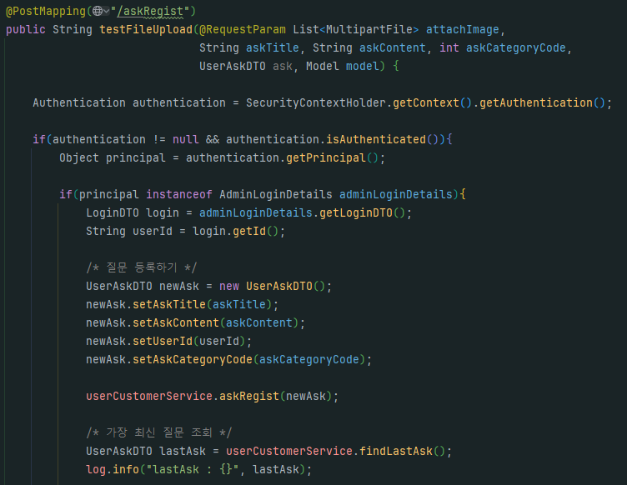 @PostMapping("/askRegist")
public String testFileUpload(@RequestParam List<MultipartFile> attachImage,
String askTitle, String askContent, int askCategoryCode,
UserAskDTO ask, Model model) {
Authentication authentication = SecurityContextHolder.getContext().getAuthentication();
if(authentication != null && authentication.isAuthenticated()){
Object principal = authentication.getPrincipal();
if(principal instanceof AdminLoginDetails adminLoginDetails){
LoginDTO login = adminLoginDetails.getLoginDTO();
String userId = login.getId();
/* 질문 등록하기 */
UserAskDTO newAsk = new UserAskDTO();
newAsk.setAskTitle(askTitle);
newAsk.setAskContent(askContent);
newAsk.setUserId(userId);
newAsk.setAskCategoryCode(askCategoryCode);
userCustomerService.askRegist(newAsk);
/* 가장 최신 질문 조회 */
UserAskDTO lastAsk = userCustomerService.findLastAsk();
log.info("lastAsk : {}", lastAsk);